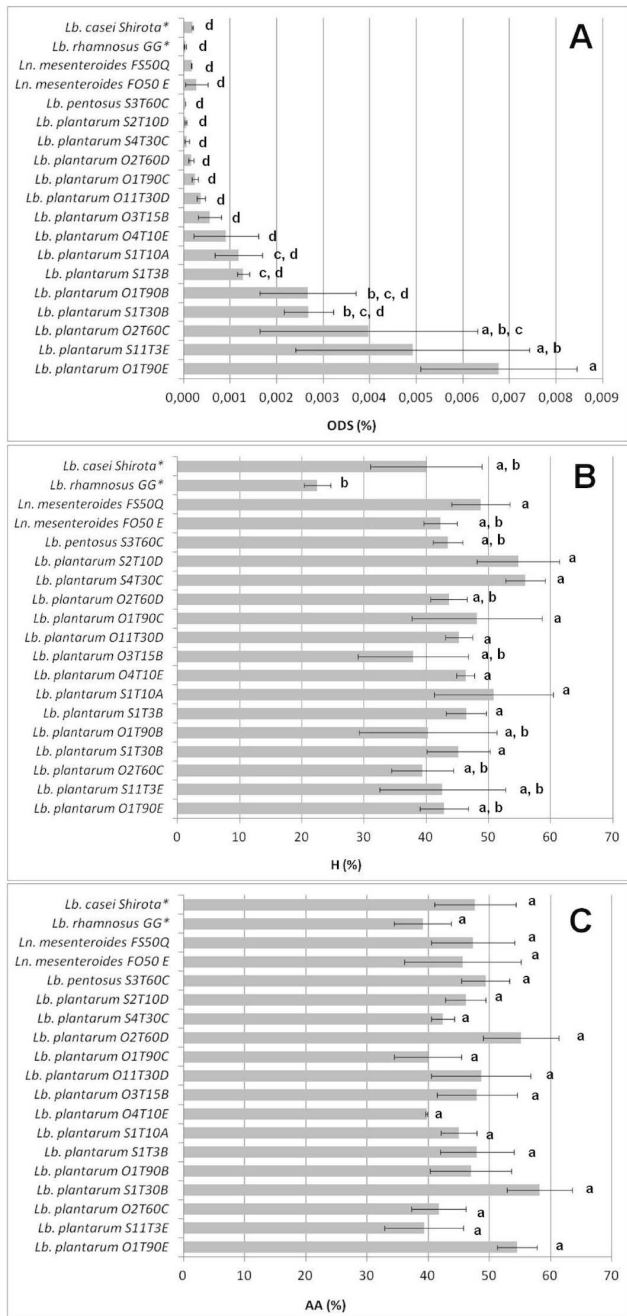 A
Lb. casei Shirota* d
Lb. rhamnosus GG* d
Ln. mesenteroides FS50Q d
Ln. mesenteroides FO50 E d
Lb. pentosus S3T60C d
Lb. plantarum S2T10D d
Lb. plantarum S4T30C d
Lb. plantarum O2T60D d
Lb. plantarum O1T90C d
Lb. plantarum O11T30D d
Lb. plantarum O3T15B d
Lb. plantarum O4T10E d
Lb. plantarum S1T10A c, d
Lb. plantarum S1T3B c, d
Lb. plantarum O1T90B b, c, d
Lb. plantarum S1T30B b, c, d
Lb. plantarum O2T60C a, b, c
Lb. plantarum S11T3E a, b
Lb. plantarum O1T90E a
0,000 0,001 0,002 0,003 0,004 0,005 0,006 0,007 0,008 0,009
ODS (%)
B
Lb. casei Shirota* a, b
Lb. rhamnosus GG* b
Ln. mesenteroides FS50Q a
Ln. mesenteroides FO50 E a, b
Lb. pentosus S3T60C a, b
Lb. plantarum S2T10D a
Lb. plantarum S4T30C a
Lb. plantarum O2T60D a, b
Lb. plantarum O1T90C a
Lb. plantarum O11T30D a
Lb. plantarum O3T15B a, b
Lb. plantarum O4T10E a
Lb. plantarum S1T10A a
Lb. plantarum S1T3B a
Lb. plantarum O1T90B a, b
Lb. plantarum S1T30B a
Lb. plantarum O2T60C a, b
Lb. plantarum S11T3E a, b
Lb. plantarum O1T90E a, b
0 10 20 30 40 50 60 70
H (%)
C
Lb. casei Shirota* a
Lb. rhamnosus GG* a
Ln. mesenteroides FS50Q a
Ln. mesenteroides FO50 E a
Lb. pentosus S3T60C a
Lb. plantarum S2T10D a
Lb. plantarum S4T30C a
Lb. plantarum O2T60D a
Lb. plantarum O1T90C a
Lb. plantarum O11T30D a
Lb. plantarum O3T15B a
Lb. plantarum O4T10E a
Lb. plantarum S1T10A a
Lb. plantarum S1T3B a
Lb. plantarum O1T90B
Lb. plantarum S1T30B a
Lb. plantarum O2T60C a
Lb. plantarum S11T3E a
Lb. plantarum O1T90E a
0 10 20 30 40 50 60 70
AA (%)